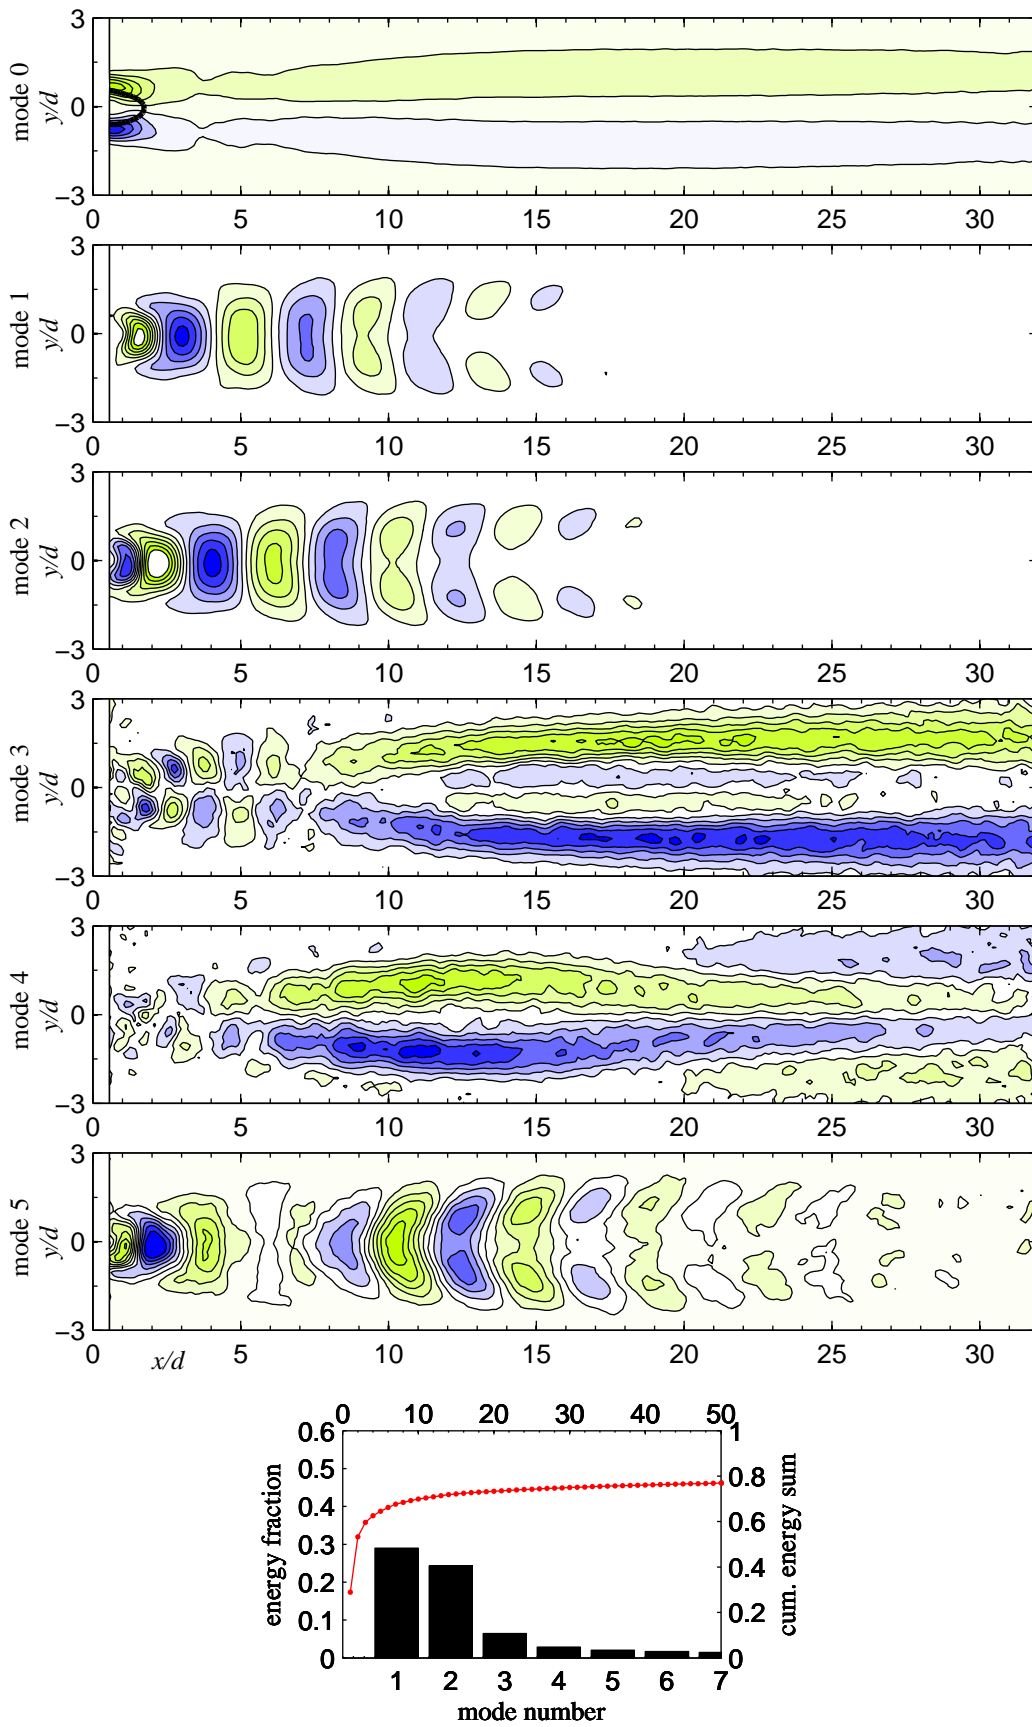 mode 0
y/d
3
0
−3
0 5 10 15 20 25 30
mode 1
y/d
3
0
−3
0 5 10 15 20 25 30
mode 2
y/d
3
0
−3
0 5 10 15 20 25 30
mode 3
y/d
3
0
−3
0 5 10 15 20 25 30
mode 4
y/d
3
0
−3
0 5 10 15 20 25 30
mode 5
y/d
3
0
−3
0 5 10 15 20 25 30
x/d
0 10 20 30 40 50
energy fraction
0.6
0.5
0.4
0.3
0.2
0.1
0
1
0.8
0.6
0.4
0.2
0
cum. energy sum
1 2 3 4 5 6 7
mode number